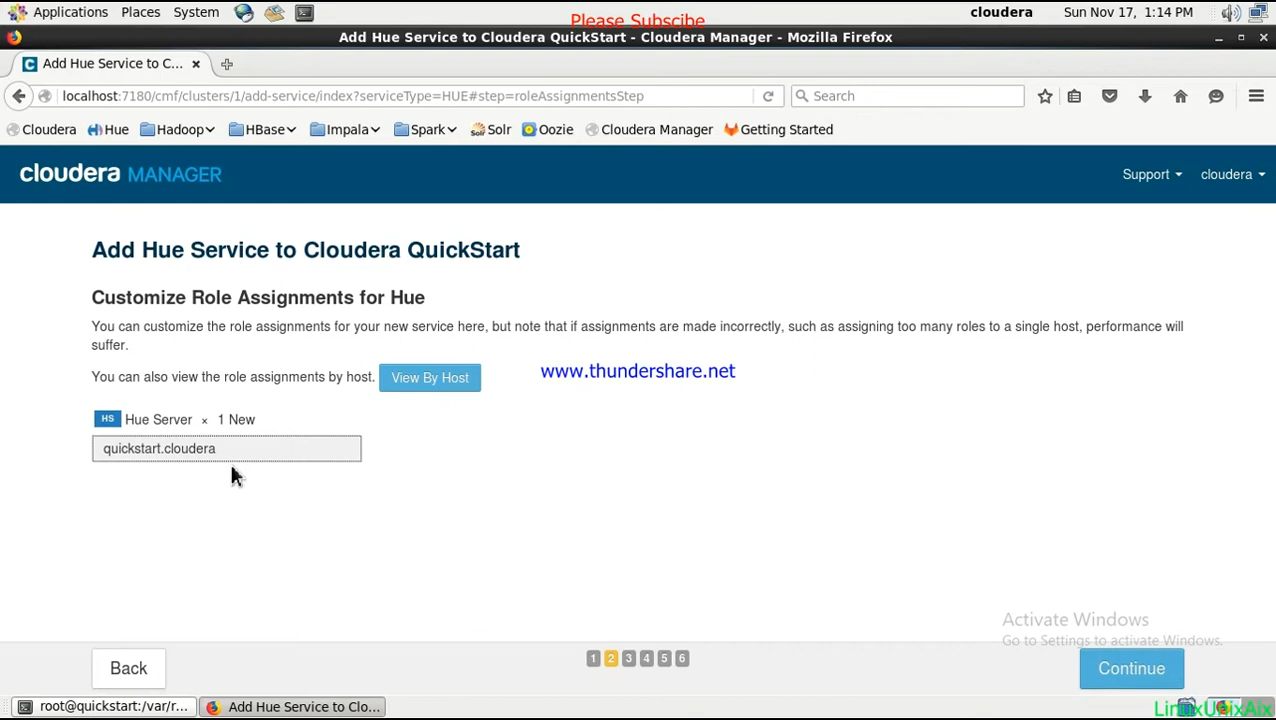 Applications Places System
Please Subscibe
cloudera Sun Nov 17, 1:14 PM
Add Hue Service to Cloudera QuickStart - Cloudera Manager - Mozilla Firefox
Add Hue Service to C...
localhost:7180/cmf/clusters/1/add-service/index?serviceType=HUE#step=roleAssignmentsStep
Search
Cloudera Hue Hadoop HBase Impala Spark Solr Oozie Cloudera Manager Getting Started
cloudera MANAGER
Support cloudera
Add Hue Service to Cloudera QuickStart
Customize Role Assignments for Hue
You can customize the role assignments for your new service here, but note that if assignments are made incorrectly, such as assigning too many roles to a single host, performance will
suffer.
You can also view the role assignments by host. View By Host
www.thundershare.net
HS Hue Server × 1 New
quickstart.cloudera
Activate Windows
Go to Settings to activate Windows.
Back 1 2 3 4 5 6 Continue
root@quickstart:/var/r... Add Hue Service to Clo...
LinuxUnixAix